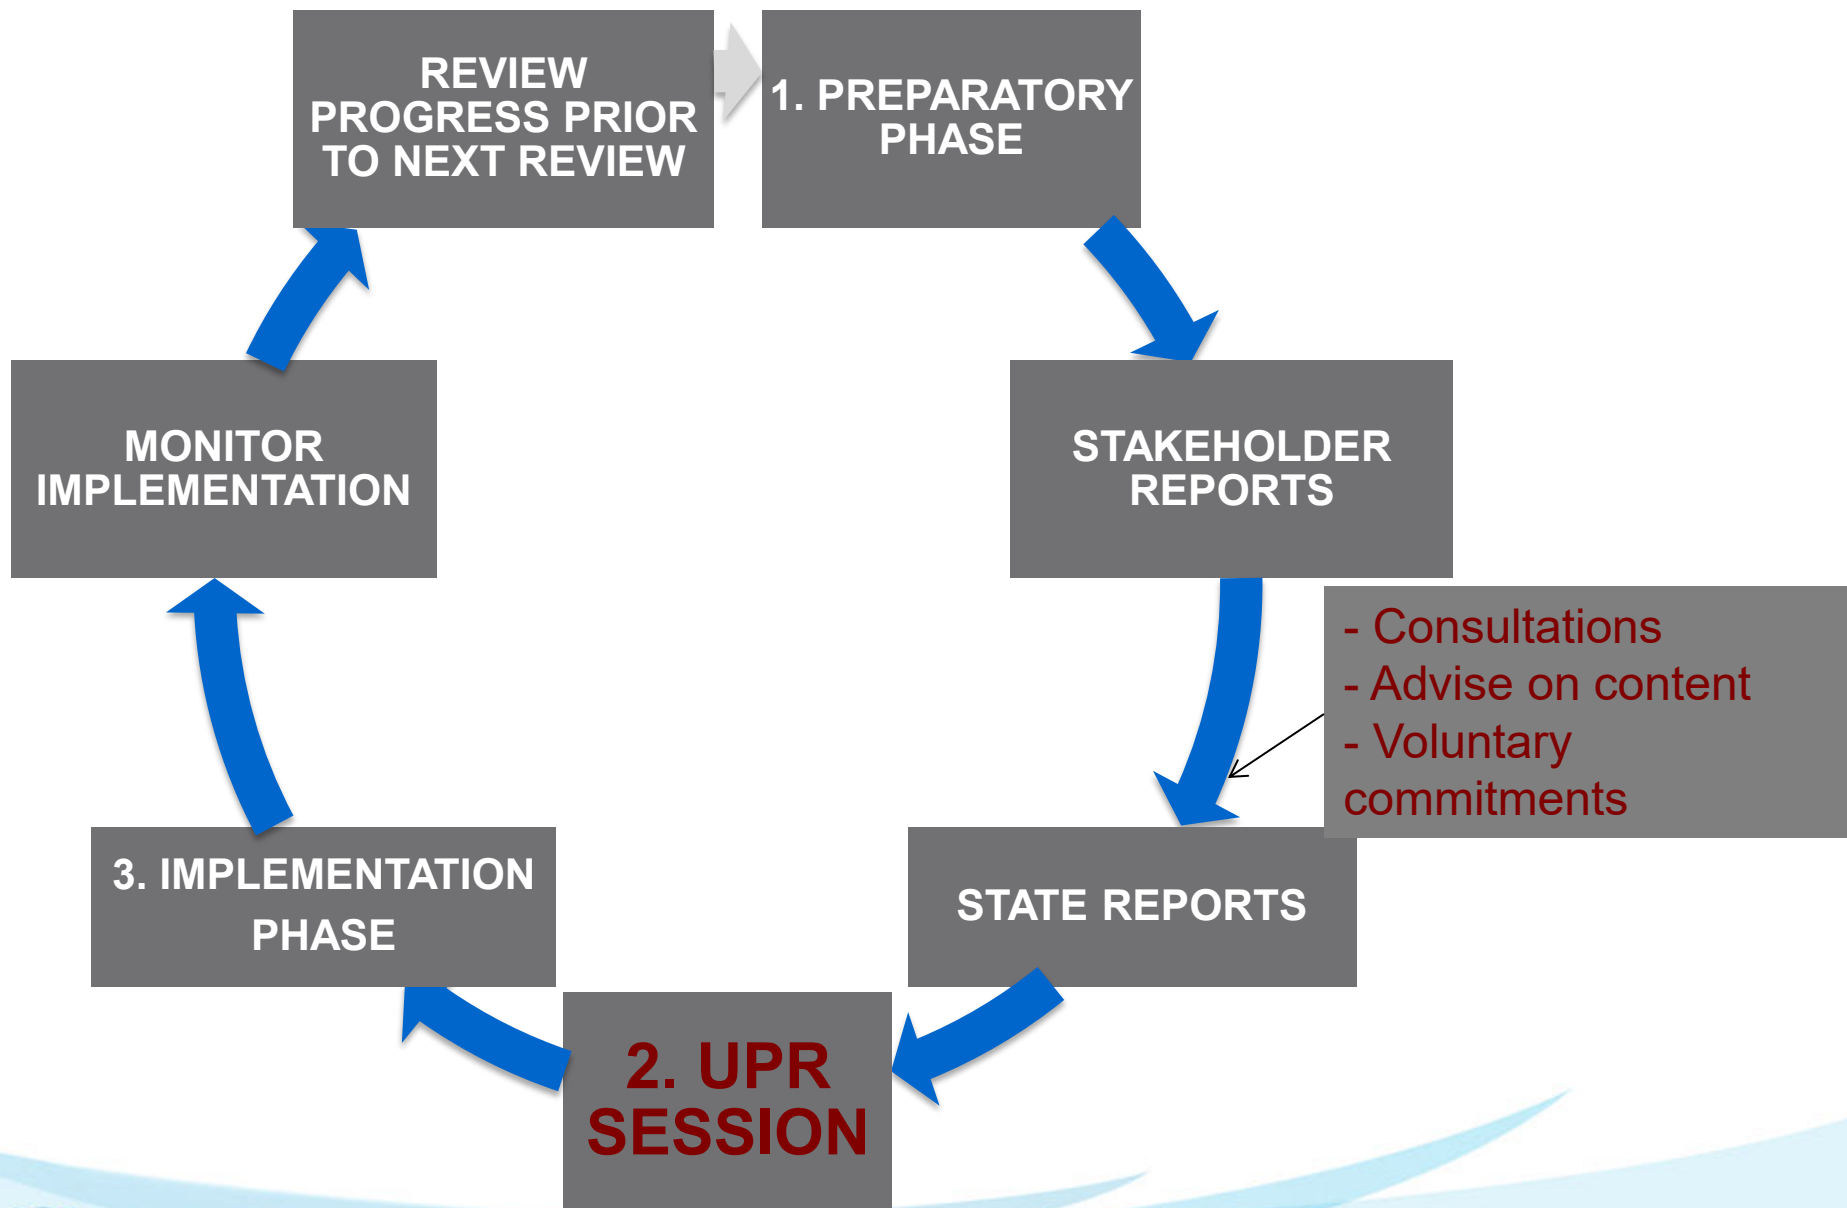 REVIEW
PROGRESS PRIOR
TO NEXT REVIEW
1. PREPARATORY
PHASE
STAKEHOLDER
REPORTS
- Consultations
- Advise on content
- Voluntary
commitments
STATE REPORTS
2. UPR
SESSION
3. IMPLEMENTATION
PHASE
MONITOR
IMPLEMENTATION